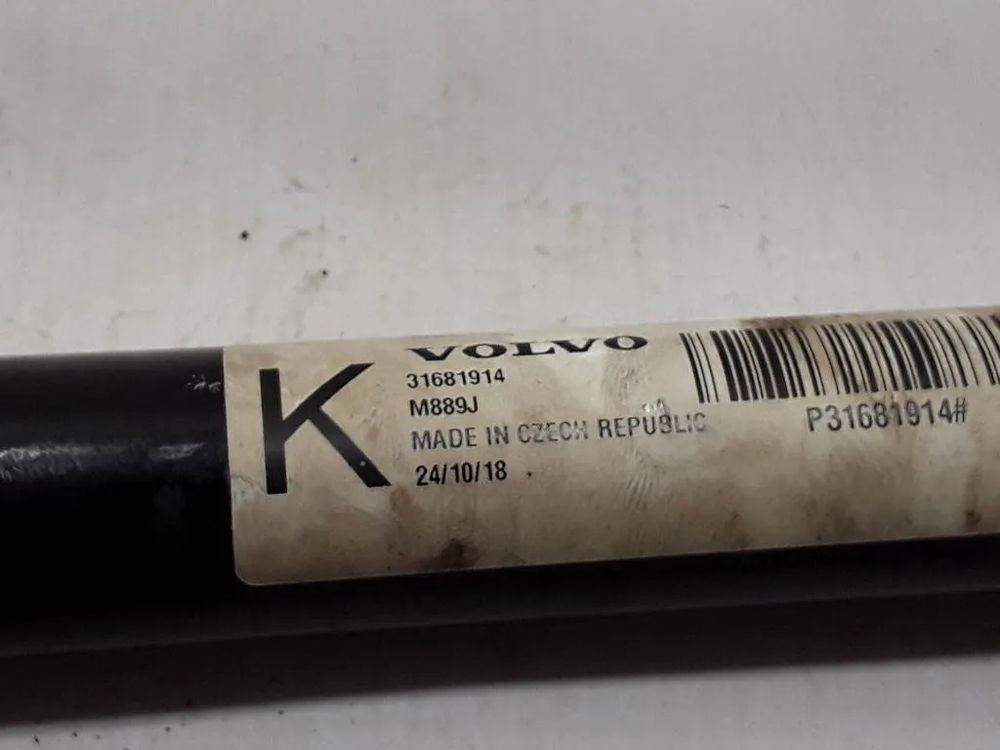 K
VOLVO
31681914
M889J
MADE IN CZECH REPUBLIC
24/10/18
P31681914#